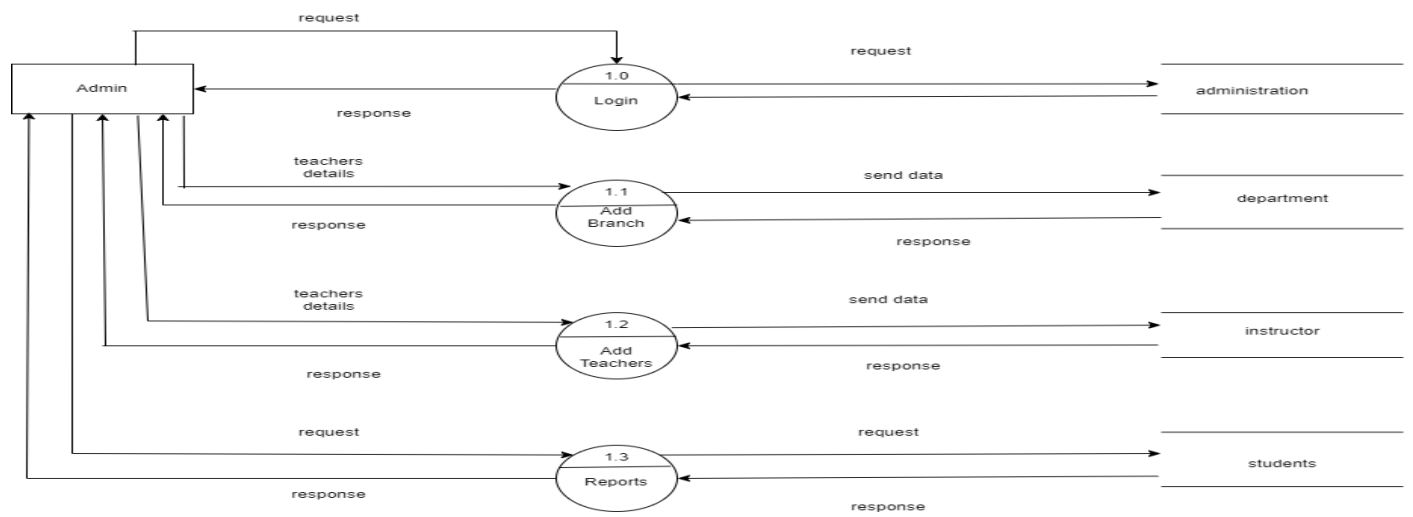 request
request
1.0
Admin
Login
administration
response
teachers
details
send data
1.1
Add
Branch
department
response
response
teachers
details
send data
1.2
instructor
Add
Teachers
response
response
request
request
1.3
students
Reports
response
response